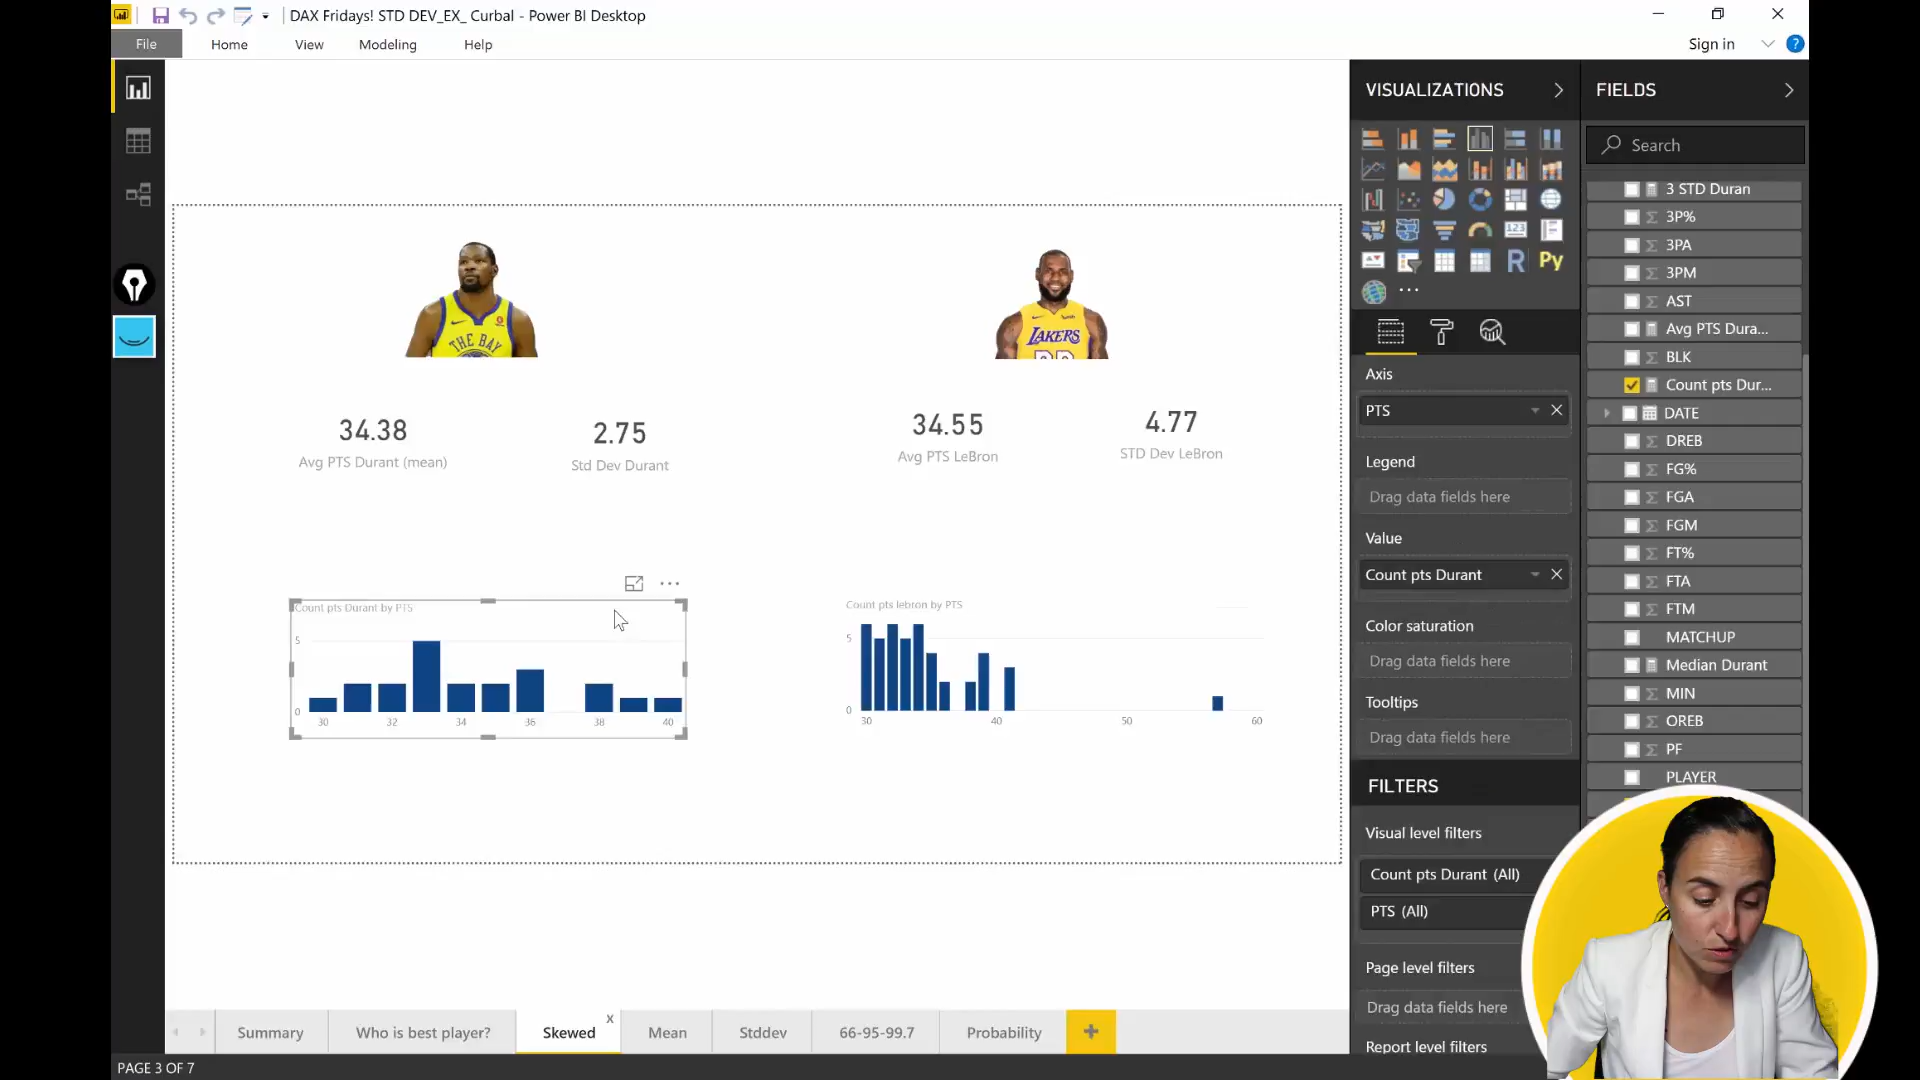 DAX Fridays! STD DEV_EX_ Curbal - Power BI Desktop
File
Home
View
Modeling
Help
Sign in
?
THE BAY
LAKERS
34.38
Avg PTS Durant (mean)
2.75
Std Dev Durant
34.55
Avg PTS LeBron
4.77
STD Dev LeBron
Count pts Durant by PTS
5
0
30
32
34
36
38
40
Count pts lebron by PTS
5
0
30
40
50
60
VISUALIZATIONS
123
R
Py
Axis
PTS
Legend
Drag data fields here
Value
Count pts Durant
Color saturation
Drag data fields here
Tooltips
Drag data fields here
FILTERS
Visual level filters
Count pts Durant (All)
PTS (All)
Page level filters
Drag data fields here
Report level filters
FIELDS
Search
3 STD Duran
3P%
3PA
3PM
AST
Avg PTS Dura...
BLK
Count pts Dur...
DATE
DREB
FG%
FGA
FGM
FT%
FTA
FTM
MATCHUP
Median Durant
MIN
OREB
PF
PLAYER
Summary
Who is best player?
Skewed
x
Mean
Stddev
66-95-99.7
Probability
+
PAGE 3 OF 7